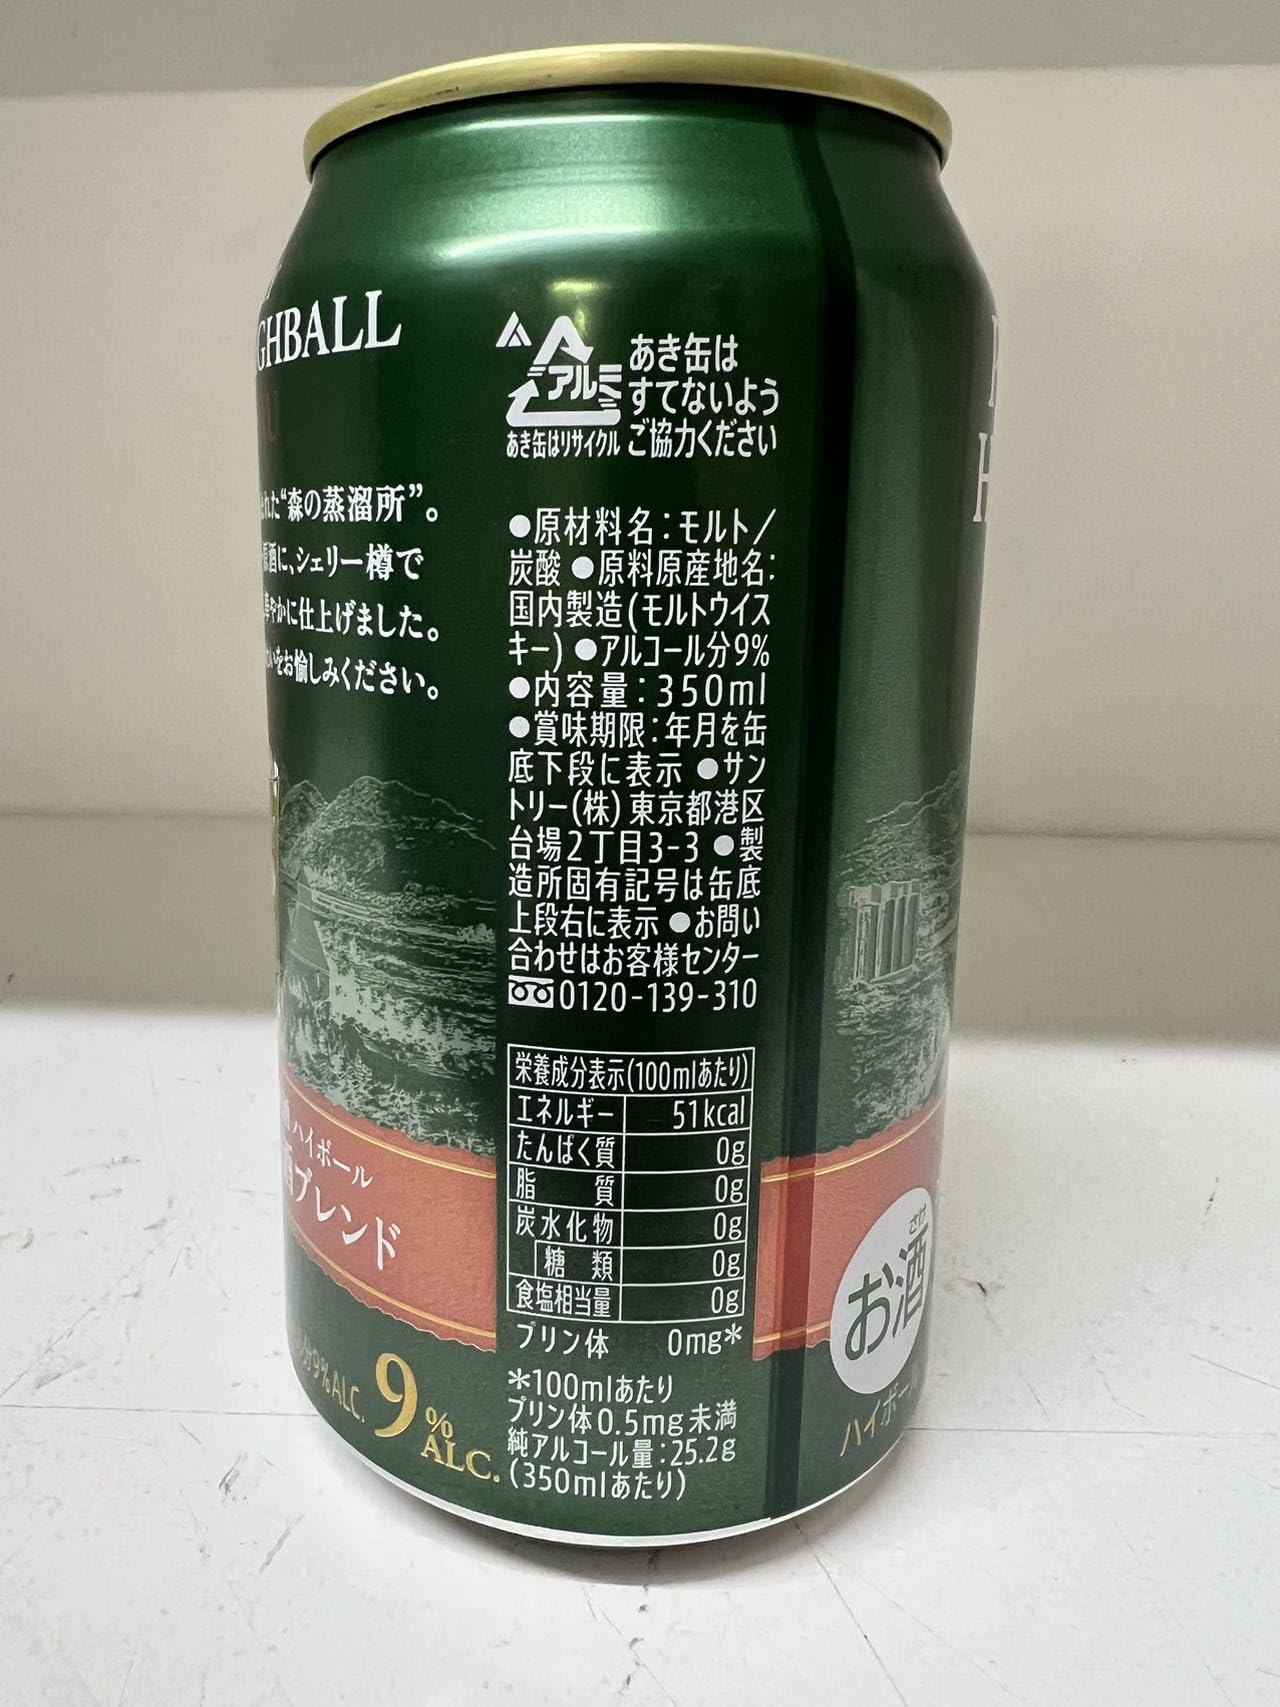 GHBALL
“森の蒸溜所”。
酒に、シェリー樽で
やかに仕上げました。
をお愉しみください。
ハイボール
ブレンド
9%ALC.
9%
ALC.
アルミ
あき缶はリサイクル
あき缶は
すてないよう
ご協力ください
●原材料名：モルト／
炭酸 ●原料原産地名：
国内製造(モルトウイス
キー) ●アルコール分9%
●内容量：350ml
●賞味期限：年月を缶
底下段に表示 ●サン
トリー(株) 東京都港区
台場2丁目3-3 ●製
造所固有記号は缶底
上段右に表示 ●お問い
合わせはお客様センター
0120-139-310
栄養成分表示(100mlあたり)
エネルギー 51kcal
たんぱく質 0g
脂質 0g
炭水化物 0g
糖類 0g
食塩相当量 0g
プリン体 0mg＊
＊100mlあたり
プリン体0.5mg未満
純アルコール量：25.2g
(350mlあたり)
さけ
お酒
ハイボー